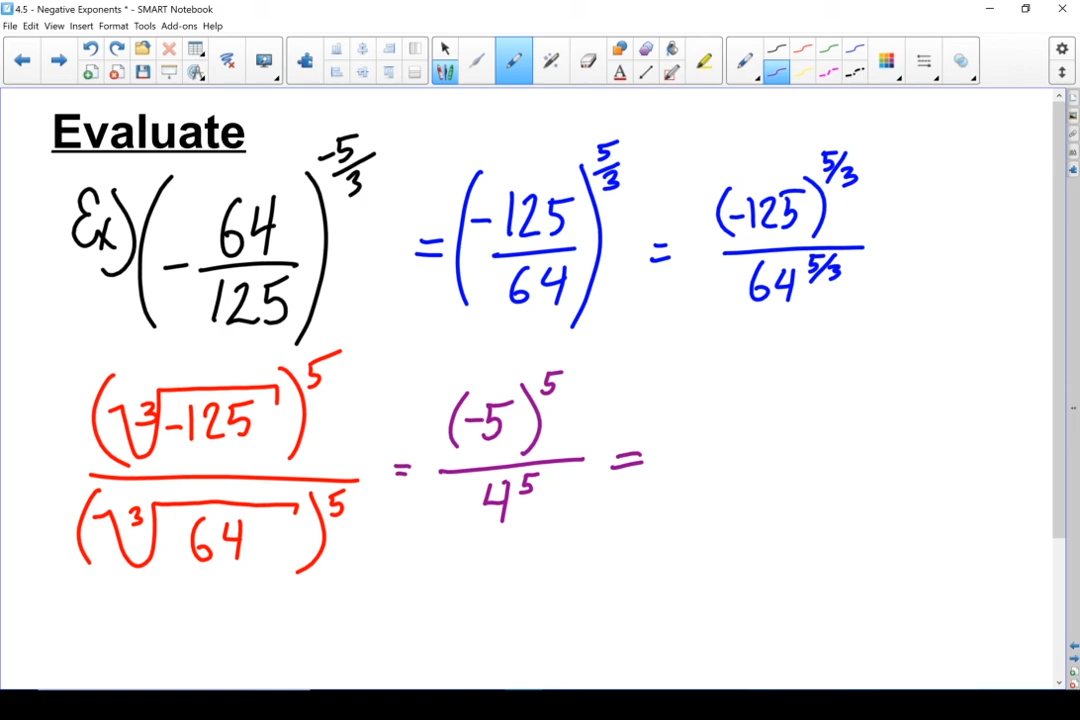 4.5 - Negative Exponents * - SMART Notebook
File Edit View Insert Format Tools Add-ons Help
Evaluate
Ex) (- 64/125)^(-5/3) = (-125/64)^(5/3) = (-125)^(5/3) / 64^(5/3)
(∛-125)^5 / (∛64)^5 = (-5)^5 / 4^5 =